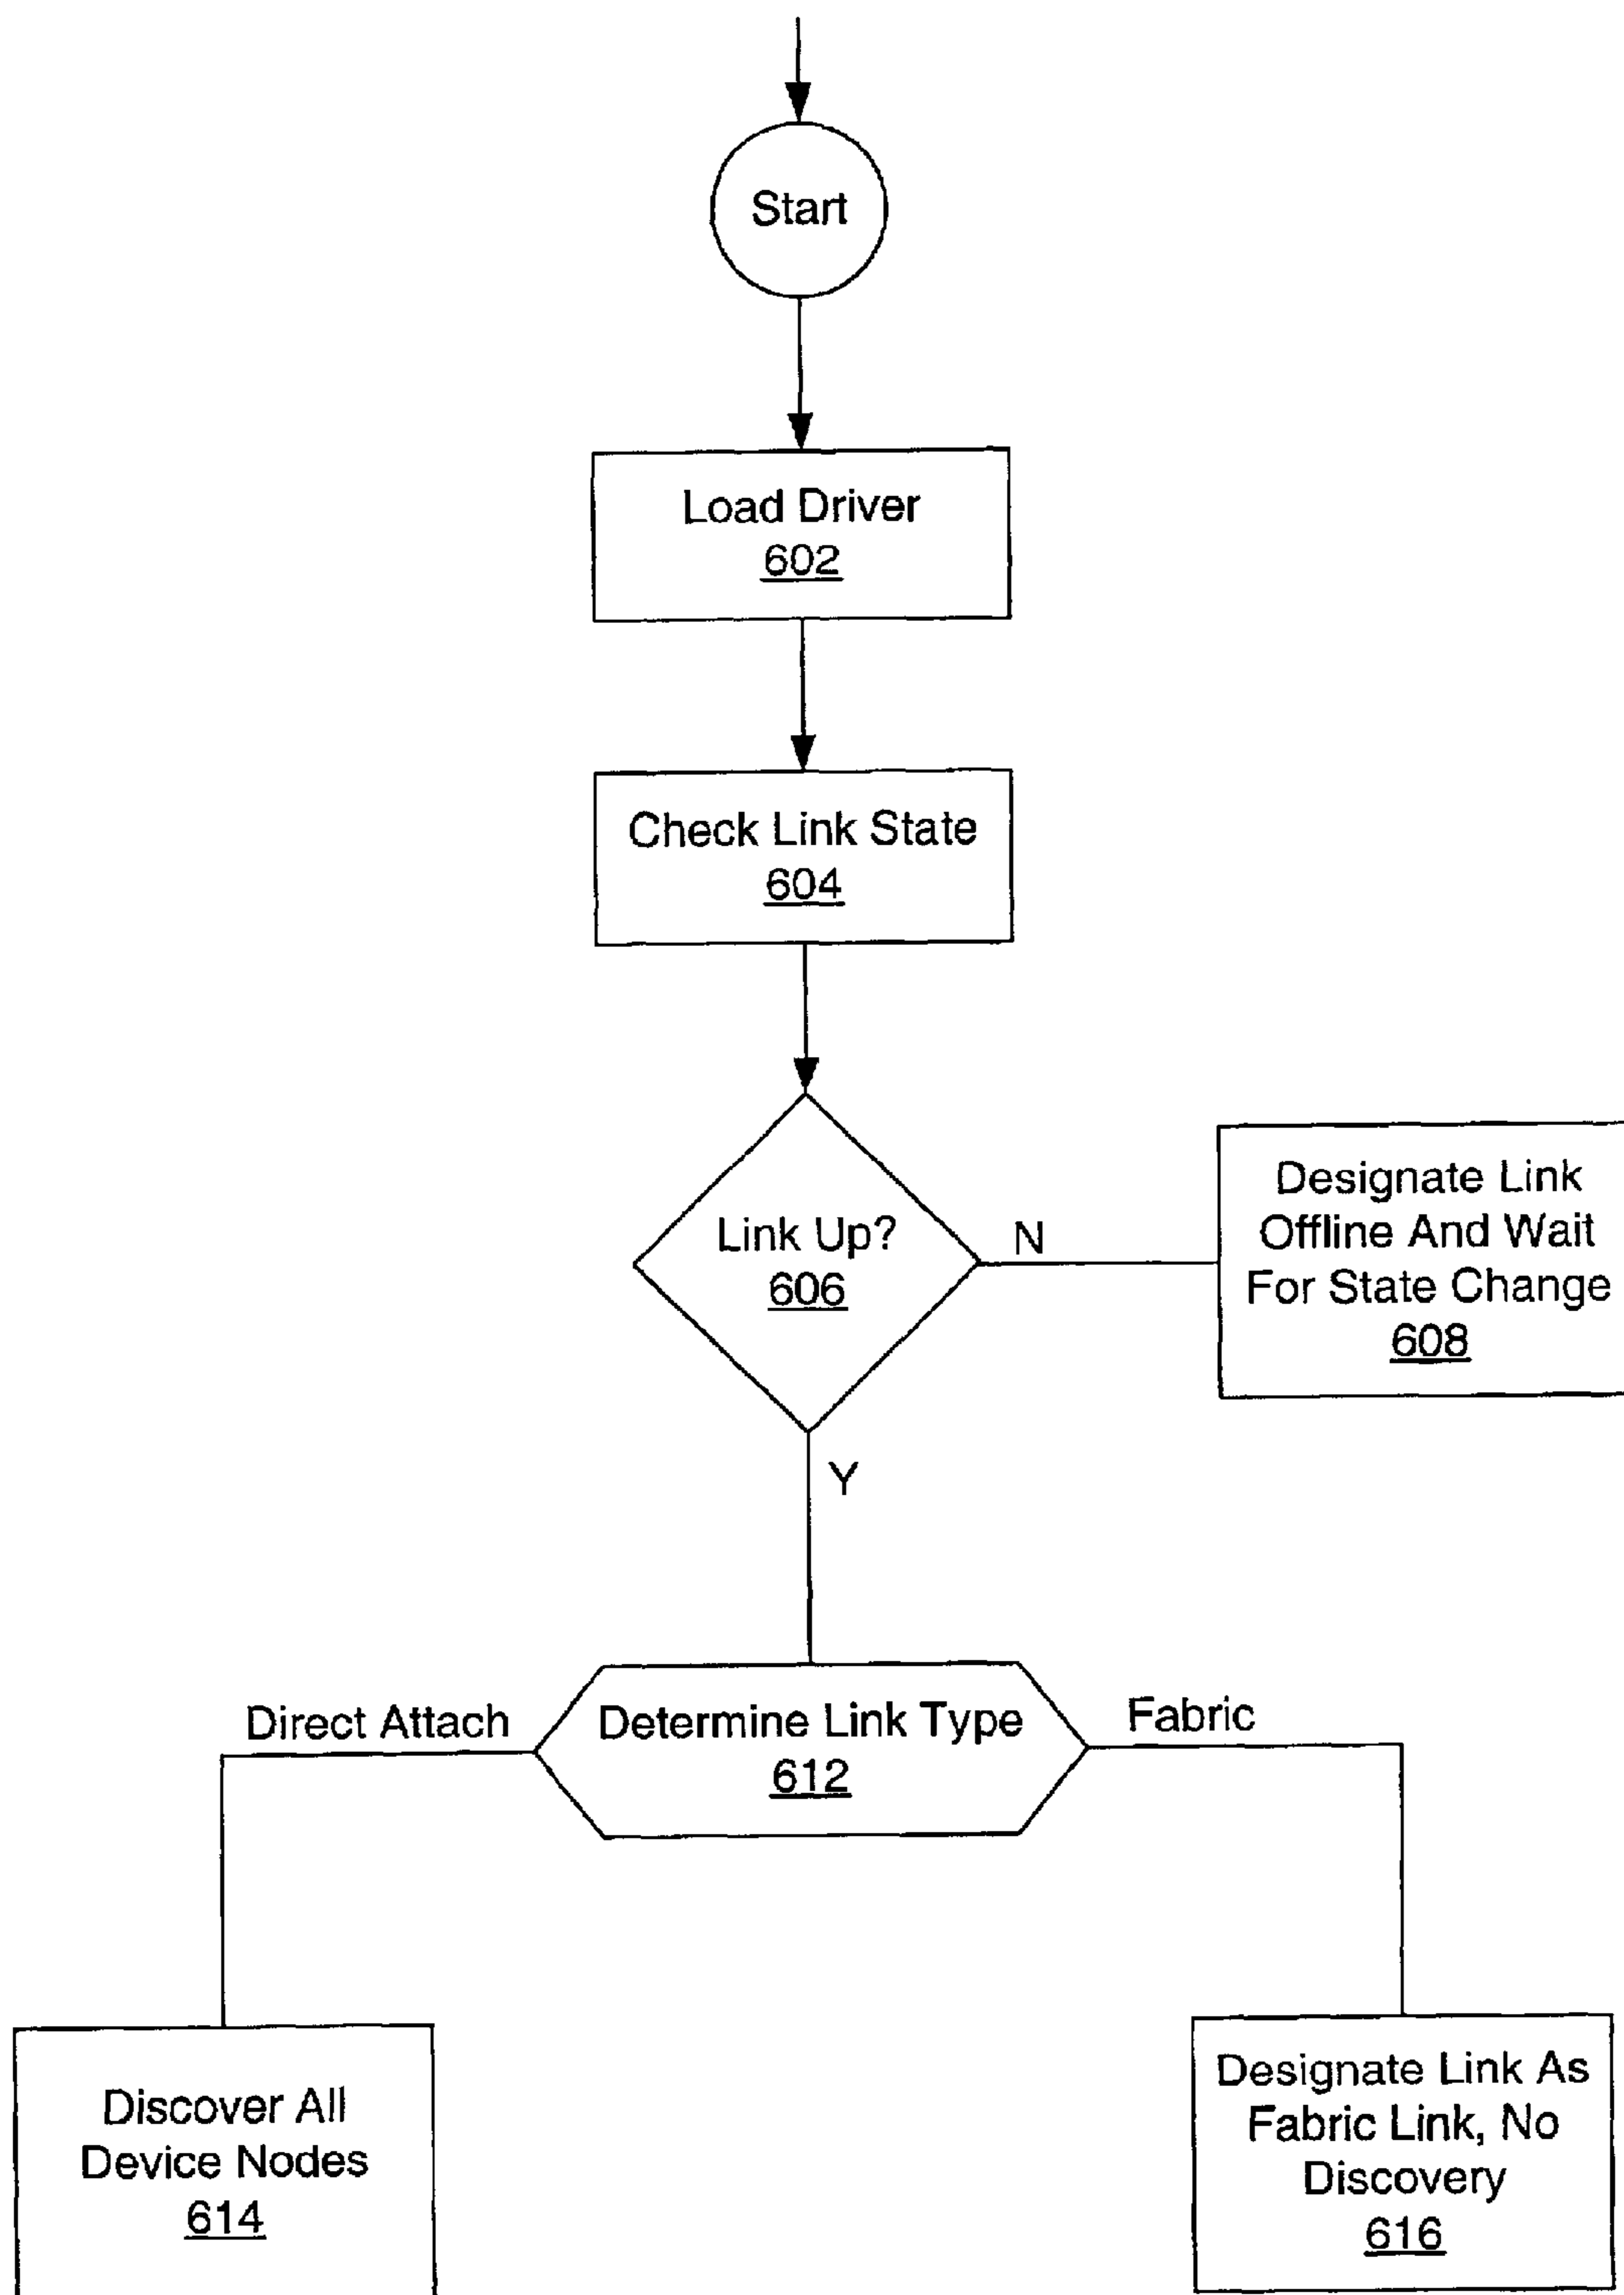 Start
Load Driver
602
Check Link State
604
Link Up?
606
N
Designate Link
Offline And Wait
For State Change
608
Y
Direct Attach
Determine Link Type
612
Fabric
Discover All
Device Nodes
614
Designate Link As
Fabric Link, No
Discovery
616